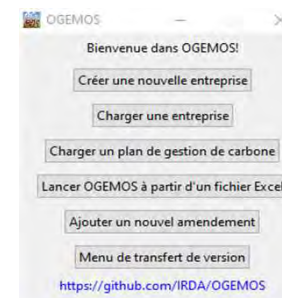 OGEMOS
Bienvenue dans OGEMOS!
Créer une nouvelle entreprise
Charger une entreprise
Charger un plan de gestion de carbone
Lancer OGEMOS à partir d'un fichier Excel
Ajouter un nouvel amendement
Menu de transfert de version
https://github.com/IRDA/OGEMOS